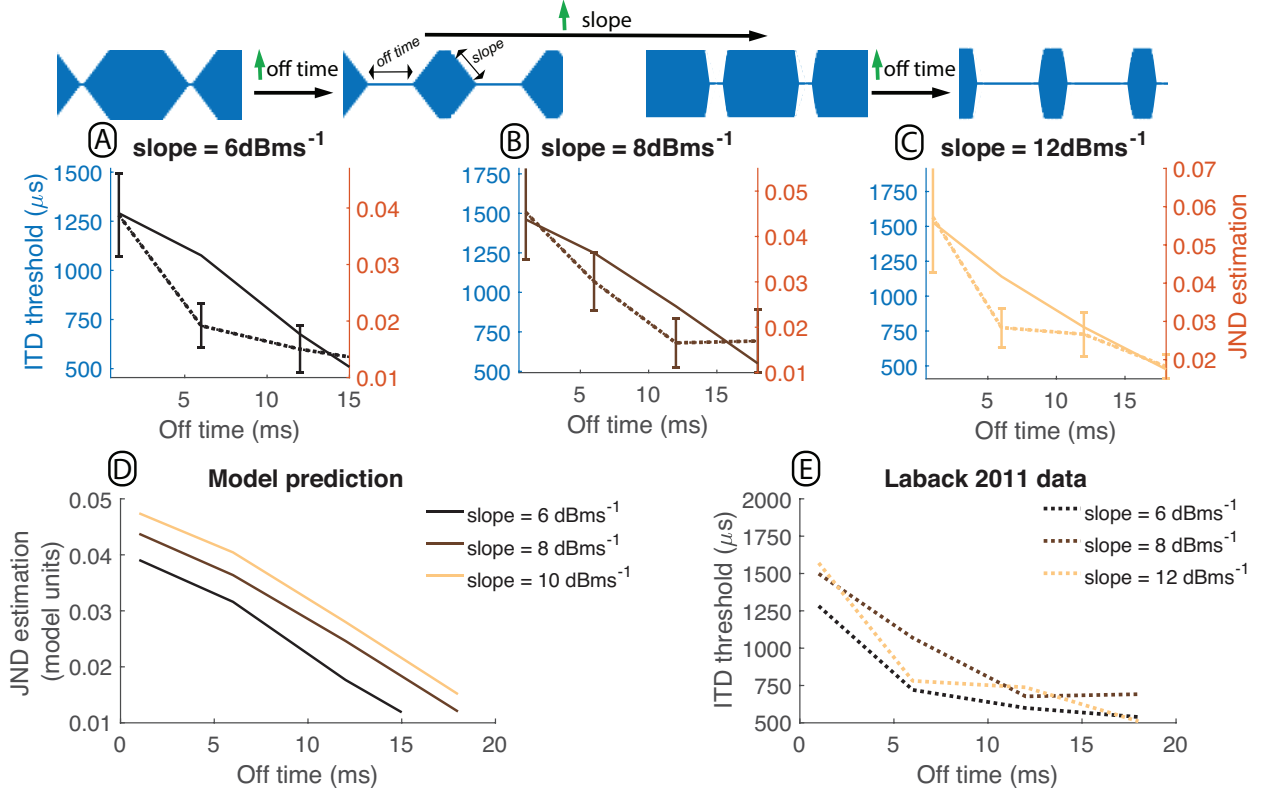 slope
off time
off time
slope
off time
A
slope = 6dBms⁻¹
B
slope = 8dBms⁻¹
C
slope = 12dBms⁻¹
ITD threshold (μs)
1500
1250
1000
750
500
0.04
0.03
0.02
0.01
5
10
15
Off time (ms)
1750
1500
1250
1000
750
500
0.05
0.04
0.03
0.02
0.01
5
10
15
Off time (ms)
1750
1500
1250
1000
750
500
0.07
0.06
0.05
0.04
0.03
0.02
JND estimation
5
10
15
Off time (ms)
D
Model prediction
JND estimation
(model units)
0.05
0.04
0.03
0.02
0.01
0
5
10
15
20
Off time (ms)
slope = 6 dBms⁻¹
slope = 8 dBms⁻¹
slope = 10 dBms⁻¹
E
Laback 2011 data
ITD threshold (μs)
2000
1750
1500
1250
1000
750
500
0
5
10
15
20
Off time (ms)
slope = 6 dBms⁻¹
slope = 8 dBms⁻¹
slope = 12 dBms⁻¹